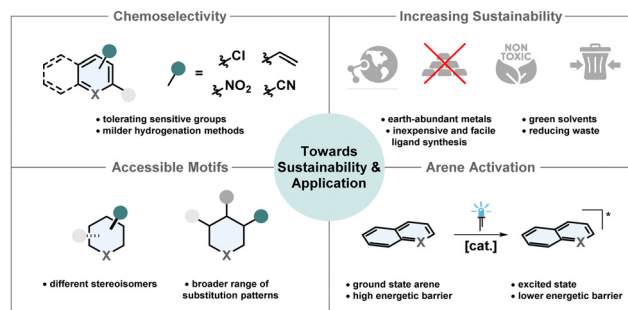 Chemoselectivity
Cl
X
=
NO2
CN
• tolerating sensitive groups
• milder hydrogenation methods
Increasing Sustainability
NON
TOXIC
• earth-abundant metals
• inexpensive and facile
ligand synthesis
• green solvents
• reducing waste
Towards
Sustainability &
Application
Accessible Motifs
X
X
• different stereoisomers
• broader range of
substitution patterns
Arene Activation
X
[cat.]
X
*
• ground state arene
• high energetic barrier
• excited state
• lower energetic barrier